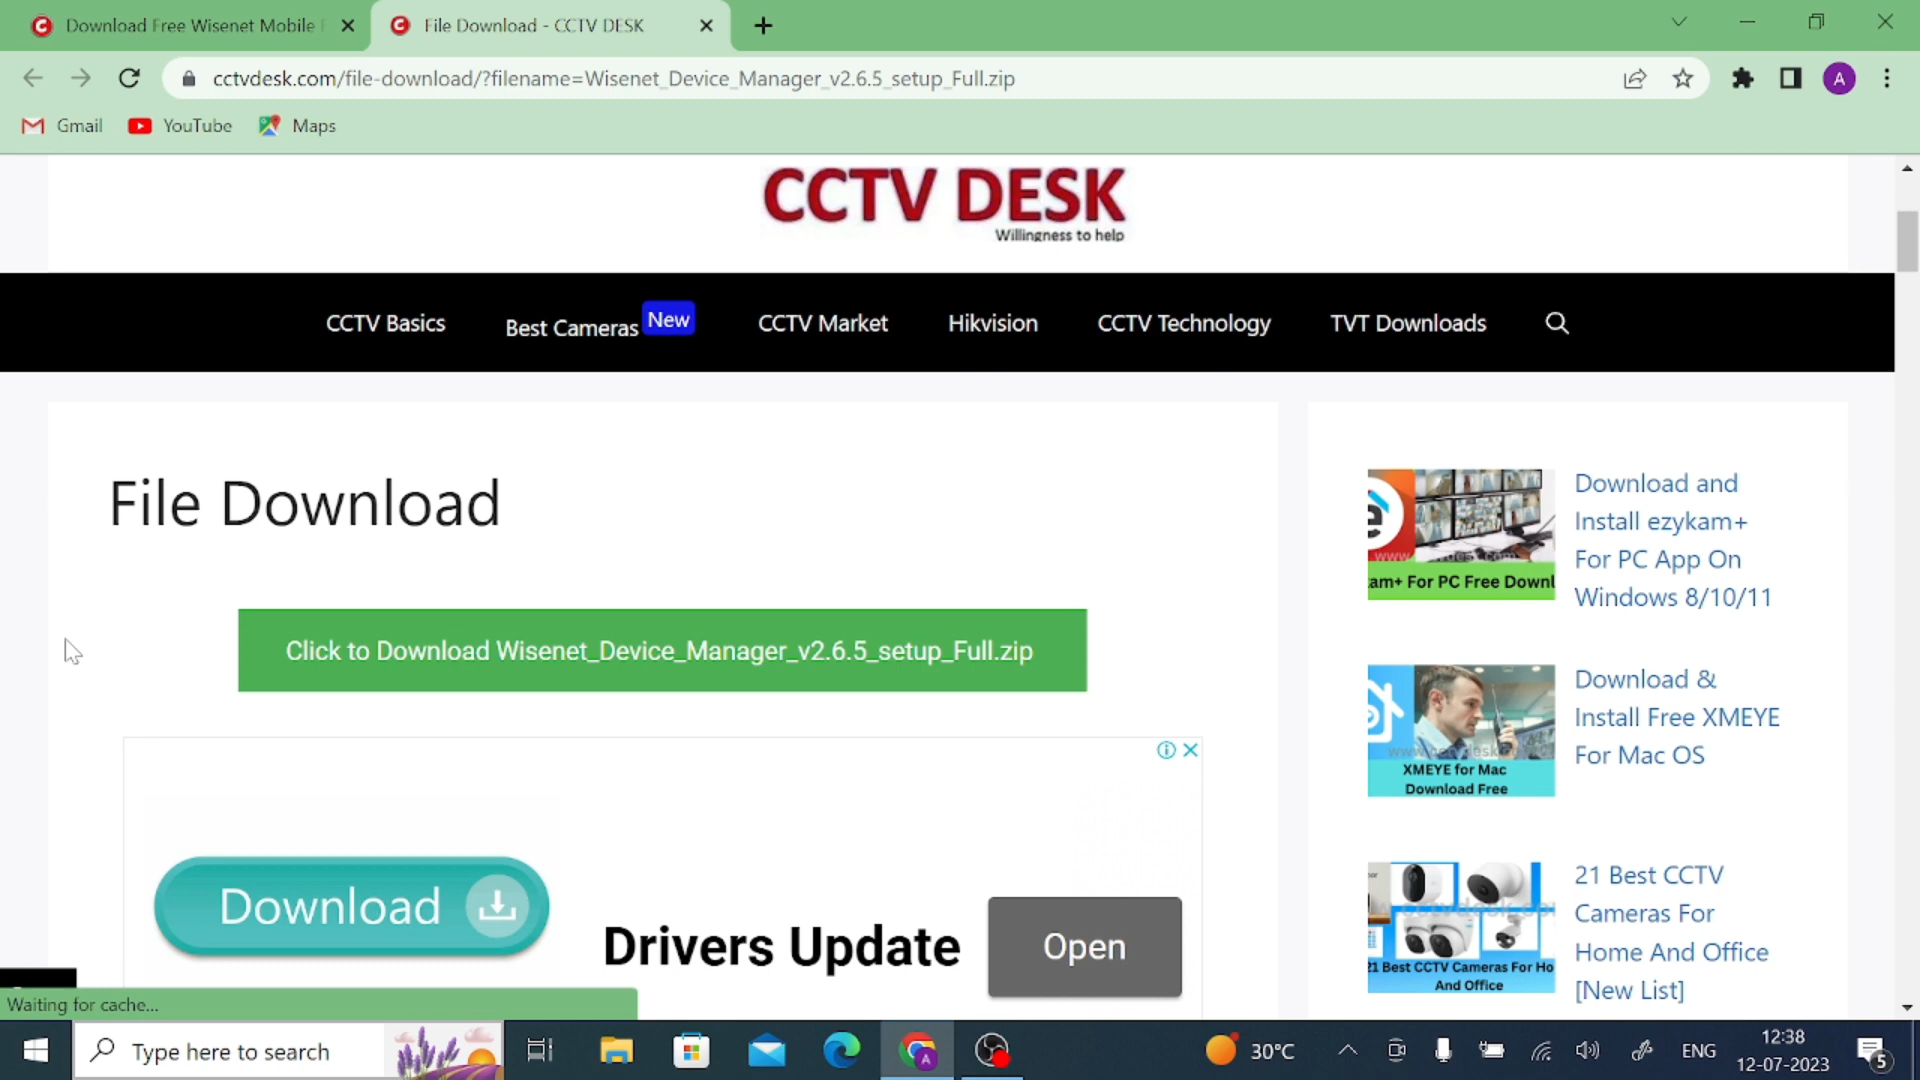 Download Free Wisenet Mobile
File Download - CCTV DESK
cctvdesk.com/file-download/?filename=Wisenet_Device_Manager_v2.6.5_setup_Full.zip
A
Gmail
YouTube
Maps
CCTV DESK
Willingness to help
CCTV Basics
Best Cameras New
CCTV Market
Hikvision
CCTV Technology
TVT Downloads
File Download
Click to Download Wisenet_Device_Manager_v2.6.5_setup_Full.zip
Download
Drivers Update
Open
For PC Free Downl
Download and
Install ezykam+
For PC App On
Windows 8/10/11
XMEYE for Mac
Download Free
Download &
Install Free XMEYE
For Mac OS
21 Best CCTV Cameras For Ho
And Office
21 Best CCTV
Cameras For
Home And Office
[New List]
Waiting for cache...
Type here to search
A
30°C
ENG
12:38
12-07-2023
5